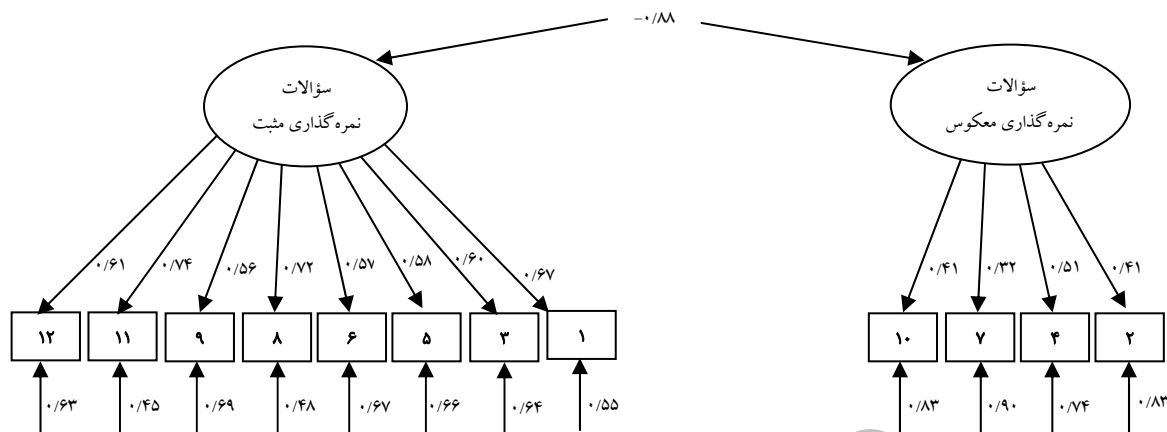 -۰/۸۸
سؤالات
نمره‌گذاری معکوس
سؤالات
نمره‌گذاری مثبت
۰/۴۱ ۰/۵۱ ۰/۳۲ ۰/۴۱
۰/۶۷ ۰/۶۰ ۰/۵۸ ۰/۵۷ ۰/۷۲ ۰/۵۶ ۰/۷۴ ۰/۶۱
۲ ۴ ۷ ۱۰
۱ ۳ ۵ ۶ ۸ ۹ ۱۱ ۱۲
۰/۸۳ ۰/۷۴ ۰/۹۰ ۰/۸۳
۰/۵۵ ۰/۶۴ ۰/۶۶ ۰/۶۷ ۰/۴۸ ۰/۶۹ ۰/۴۵ ۰/۶۳